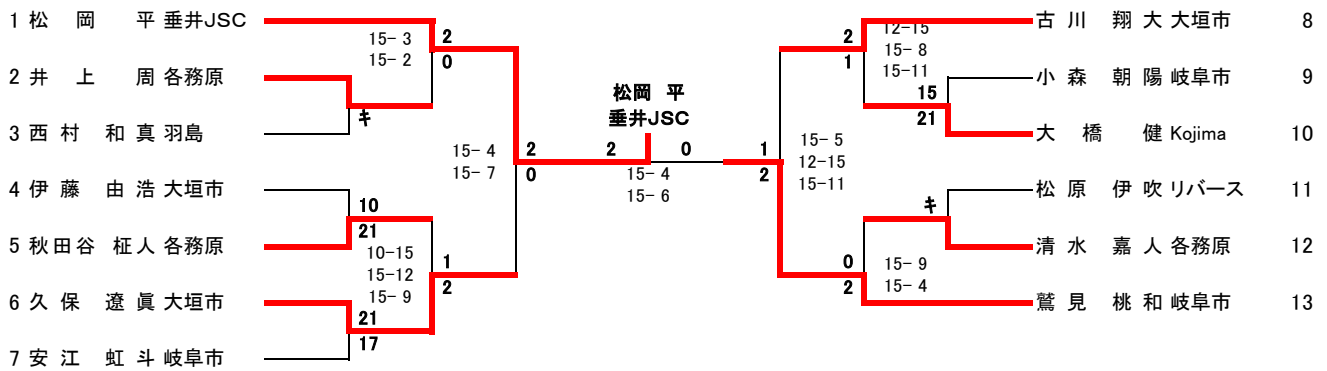 1 松 岡 平 垂井JSC
2 井 上 周 各務原
3 西 村 和 真 羽島
4 伊 藤 由 浩 大垣市
5 秋田谷 柾人 各務原
6 久 保 遼 眞 大垣市
7 安 江 虹 斗 岐阜市
15- 3
15- 2
2
0
キ
10
21
10-15
15-12
15- 9
21
17
1
2
15- 4
15- 7
2
0
松岡 平
垂井JSC
2 0
15- 4
15- 6
1
2
15- 5
12-15
15-11
2
1
12-15
15- 8
15-11
15
21
キ
0
2
15- 9
15- 4
古 川 翔 大 大垣市 8
小 森 朝 陽 岐阜市 9
大 橋 健 Kojima 10
松 原 伊 吹 リバース 11
清 水 嘉 人 各務原 12
鷲 見 桃 和 岐阜市 13